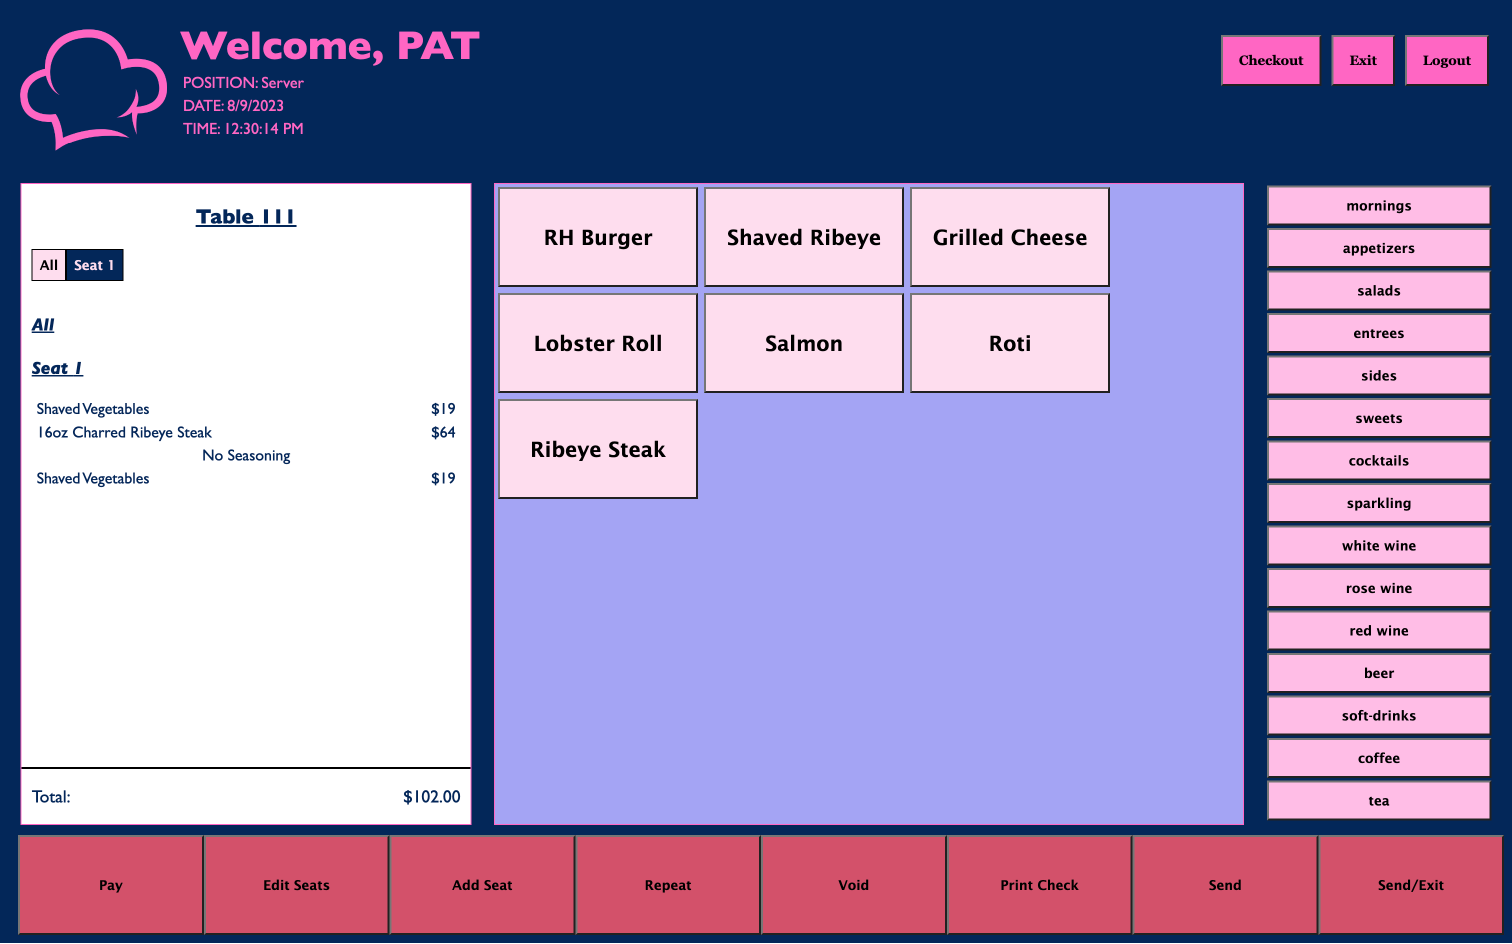 Welcome, PAT
POSITION: Server
DATE: 8/9/2023
TIME: 12:30:14 PM
Checkout
Exit
Logout
Table 111
All
Seat 1
All
Seat 1
Shaved Vegetables $19
16oz Charred Ribeye Steak $64
No Seasoning
Shaved Vegetables $19
Total: $102.00
RH Burger
Shaved Ribeye
Grilled Cheese
Lobster Roll
Salmon
Roti
Ribeye Steak
mornings
appetizers
salads
entrees
sides
sweets
cocktails
sparkling
white wine
rose wine
red wine
beer
soft-drinks
coffee
tea
Pay
Edit Seats
Add Seat
Repeat
Void
Print Check
Send
Send/Exit